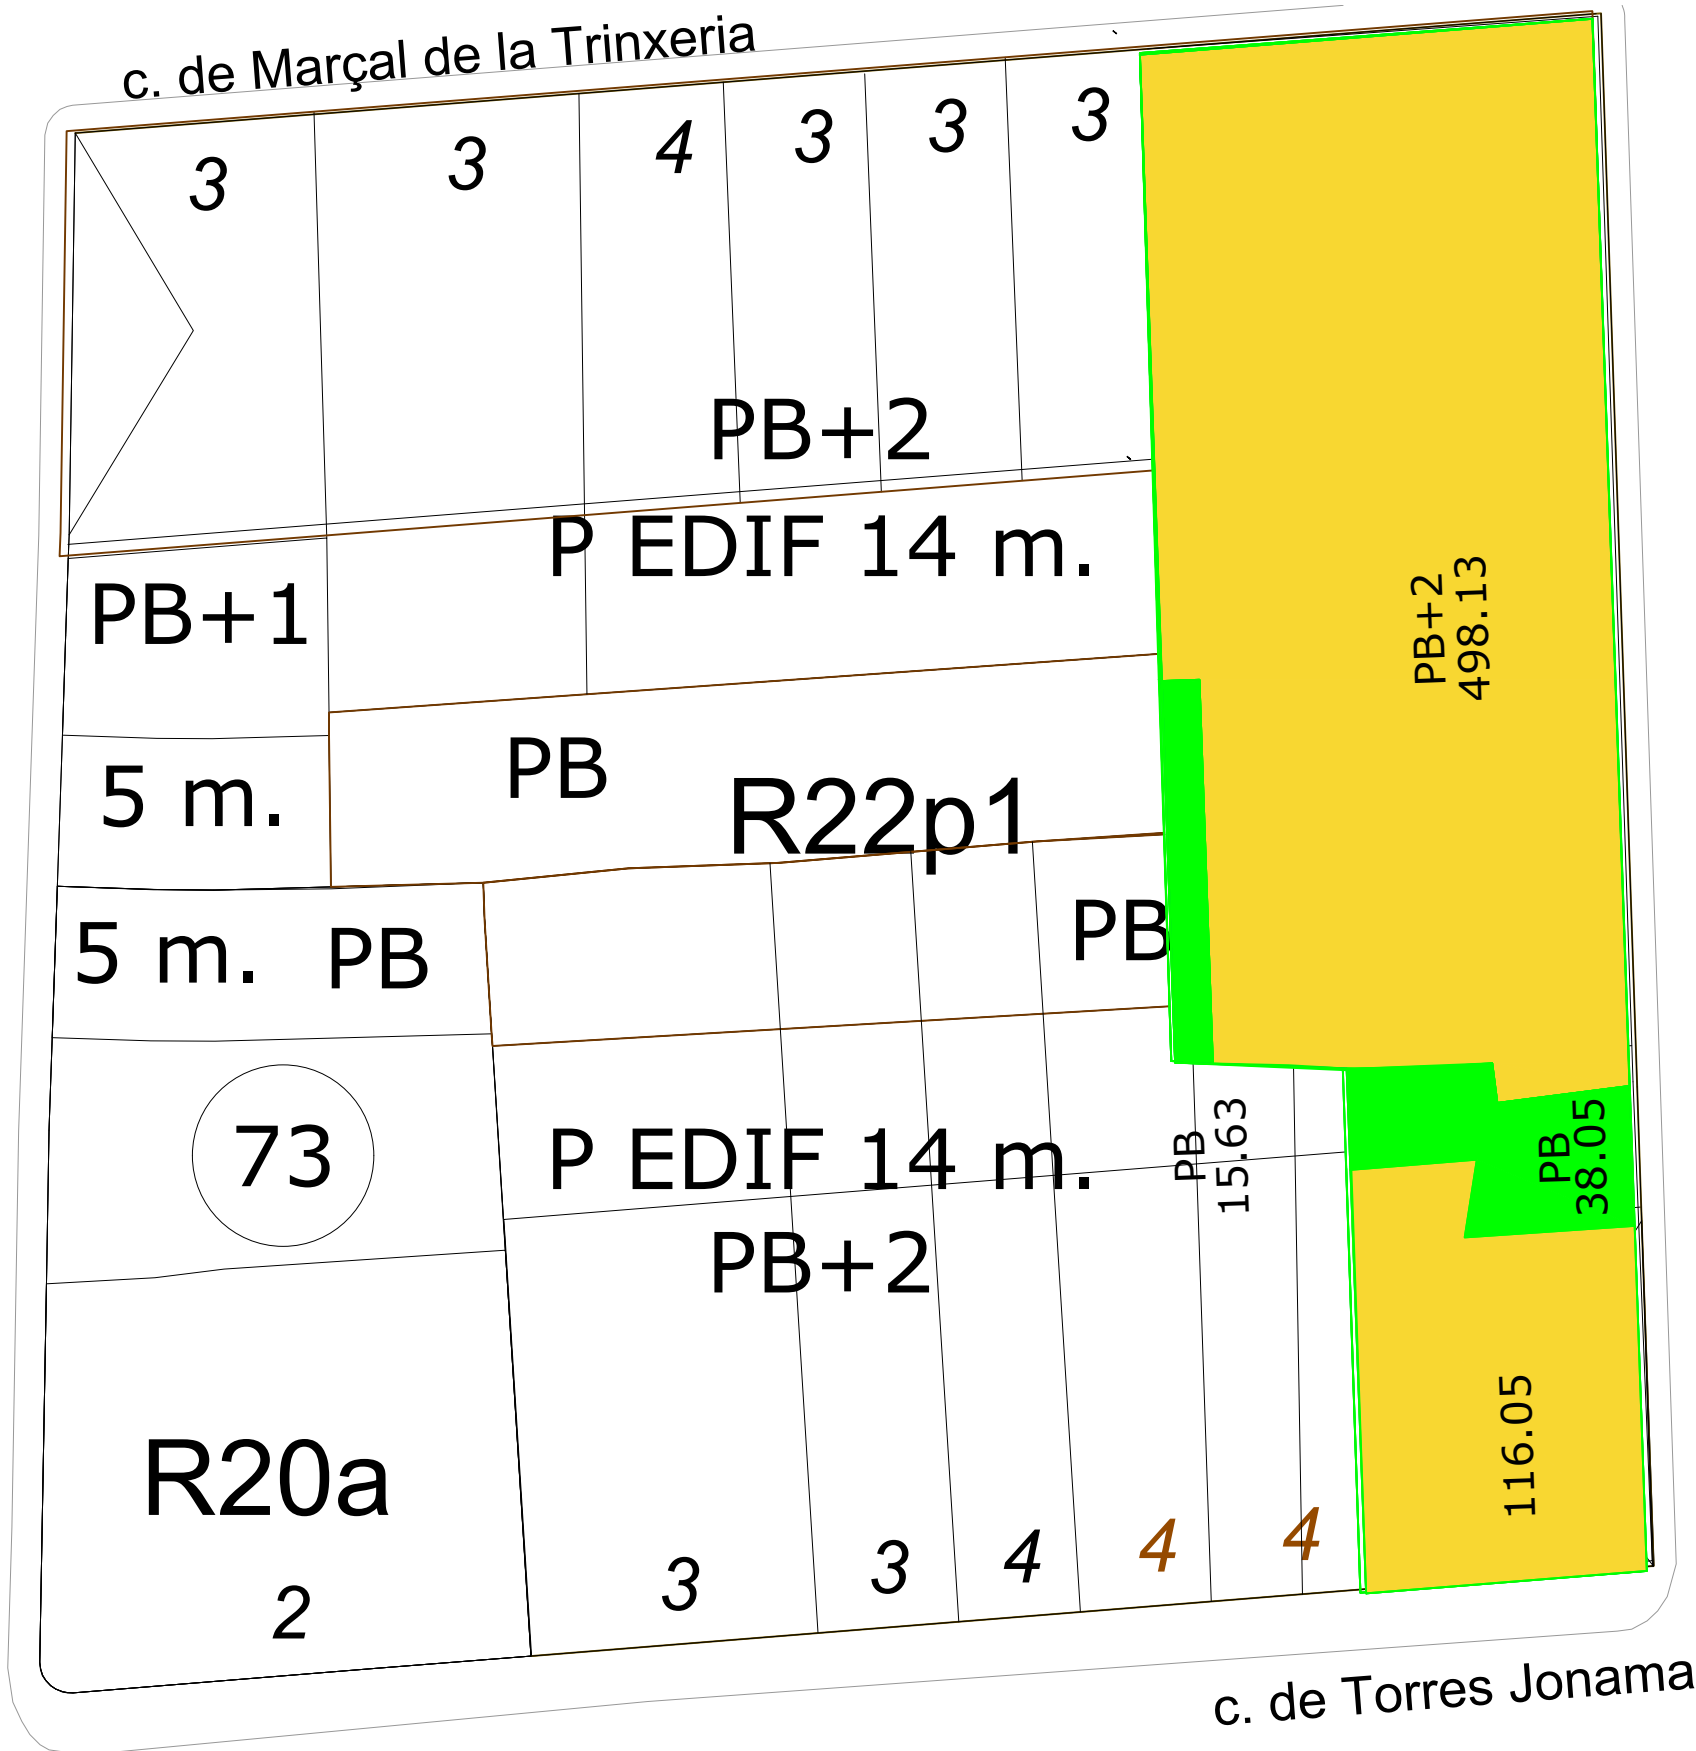 c. de Marçal de la Trinxeria
3
3
4
3
3
3
PB+2
P EDIF 14 m.
PB+1
PB+2
498.13
PB
5 m.
R22p1
PB
5 m.
PB
73
P EDIF 14 m.
PB
15.63
PB
38.05
PB+2
116.05
R20a
2
3
3
4
4
4
c. de Torres Jonama